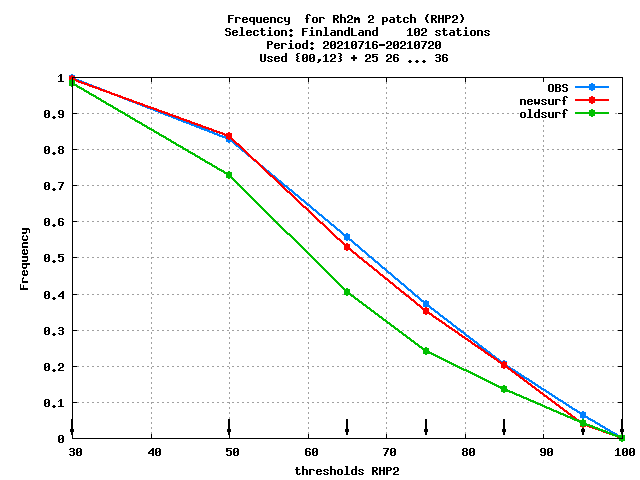 Frequency  for Rh2m 2 patch (RHP2)
Selection: FinlandLand    102 stations
Period: 20210716-20210720
Used {00,12} + 25 26 ... 36
OBS
newsurf
oldsurf
1
0.9
0.8
0.7
0.6
0.5
0.4
0.3
0.2
0.1
0
Frequency
30 40 50 60 70 80 90 100
thresholds RHP2